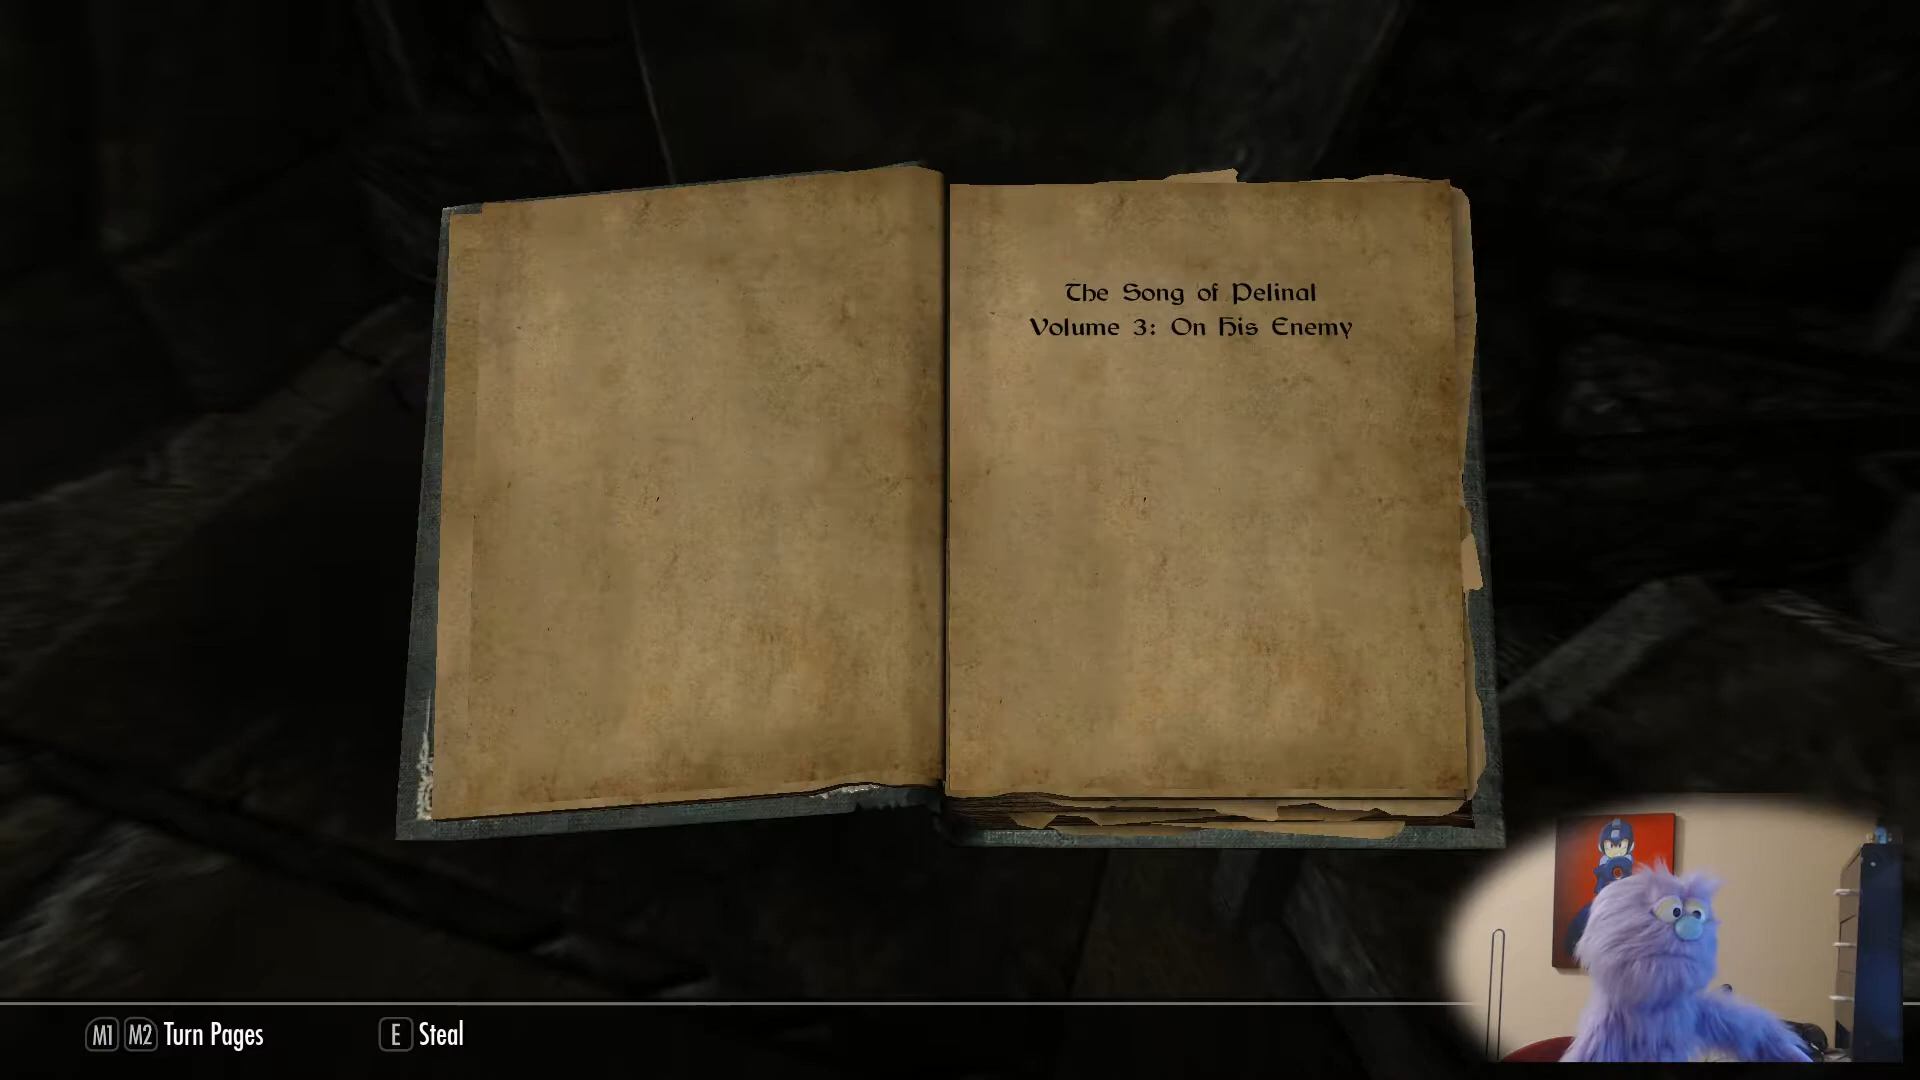 The Song of Pelinal
Volume 3: On His Enemy
M1 M2 Turn Pages
E Steal